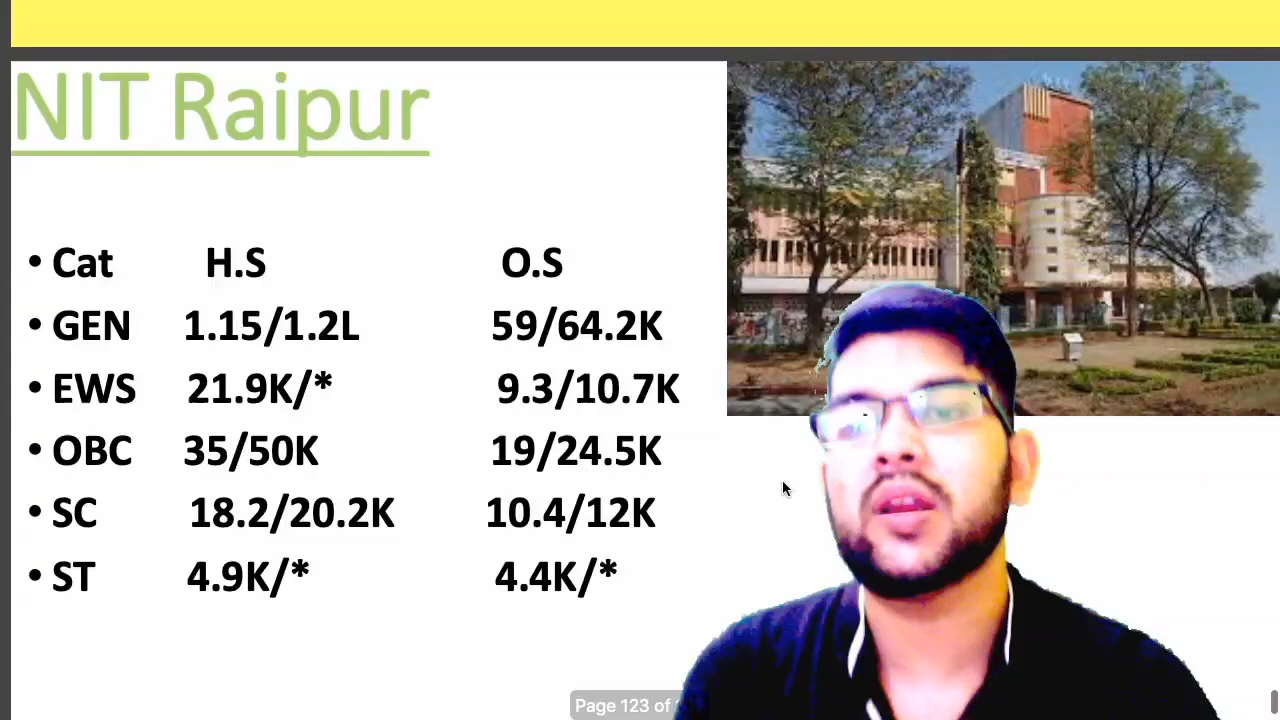 NIT Raipur
• Cat H.S O.S
• GEN 1.15/1.2L 59/64.2K
• EWS 21.9K/* 9.3/10.7K
• OBC 35/50K 19/24.5K
• SC 18.2/20.2K 10.4/12K
• ST 4.9K/* 4.4K/*
Page 123 of